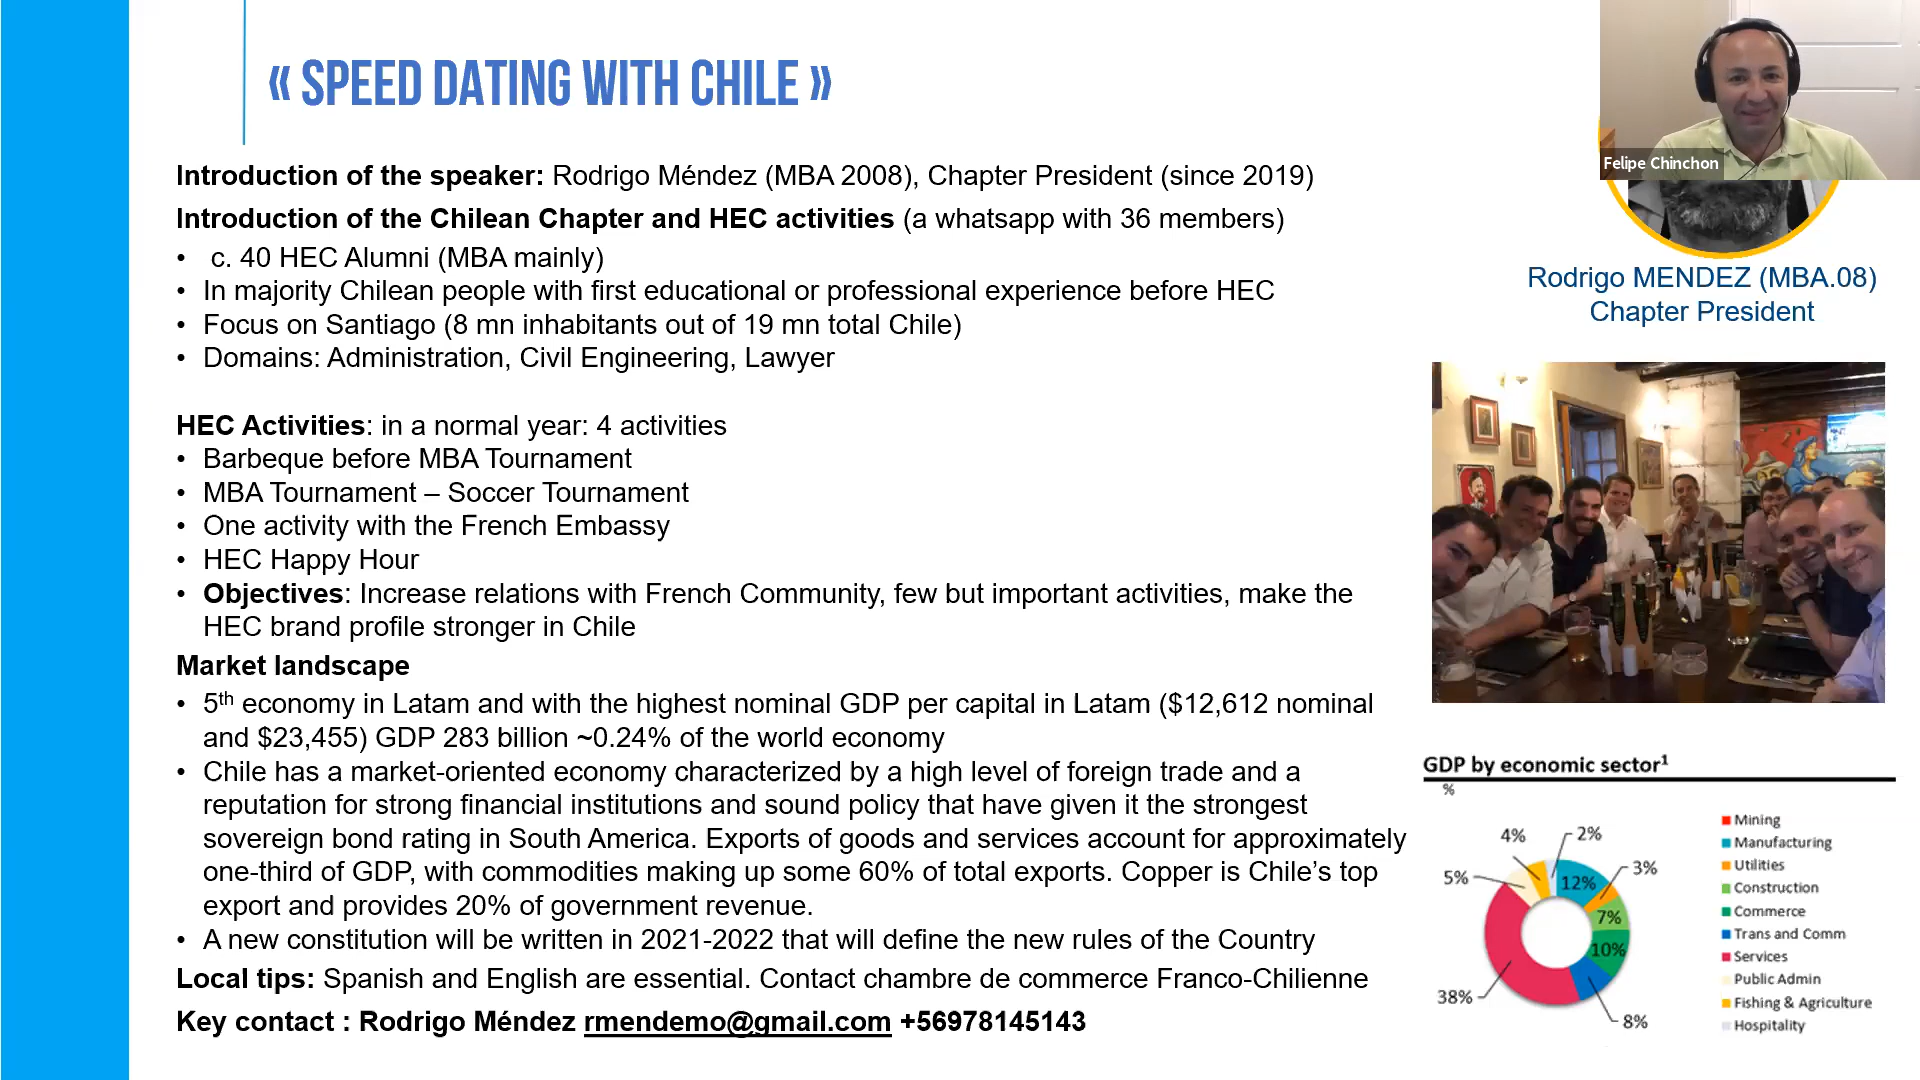 « SPEED DATING WITH CHILE »
Felipe Chinchon
Introduction of the speaker: Rodrigo Méndez (MBA 2008), Chapter President (since 2019)
Introduction of the Chilean Chapter and HEC activities (a whatsapp with 36 members)
• c. 40 HEC Alumni (MBA mainly)
• In majority Chilean people with first educational or professional experience before HEC
• Focus on Santiago (8 mn inhabitants out of 19 mn total Chile)
• Domains: Administration, Civil Engineering, Lawyer
Rodrigo MENDEZ (MBA.08)
Chapter President
HEC Activities: in a normal year: 4 activities
• Barbeque before MBA Tournament
• MBA Tournament – Soccer Tournament
• One activity with the French Embassy
• HEC Happy Hour
• Objectives: Increase relations with French Community, few but important activities, make the
HEC brand profile stronger in Chile
Market landscape
• 5th economy in Latam and with the highest nominal GDP per capital in Latam ($12,612 nominal
and $23,455) GDP 283 billion ~0.24% of the world economy
• Chile has a market-oriented economy characterized by a high level of foreign trade and a
reputation for strong financial institutions and sound policy that have given it the strongest
sovereign bond rating in South America. Exports of goods and services account for approximately
one-third of GDP, with commodities making up some 60% of total exports. Copper is Chile’s top
export and provides 20% of government revenue.
• A new constitution will be written in 2021-2022 that will define the new rules of the Country
Local tips: Spanish and English are essential. Contact chambre de commerce Franco-Chilienne
Key contact : Rodrigo Méndez rmendemo@gmail.com +56978145143
GDP by economic sector¹
%
2%
12%
3%
7%
10%
8%
38%
5%
4%
Mining
Manufacturing
Utilities
Construction
Commerce
Trans and Comm
Services
Public Admin
Fishing & Agriculture
Hospitality